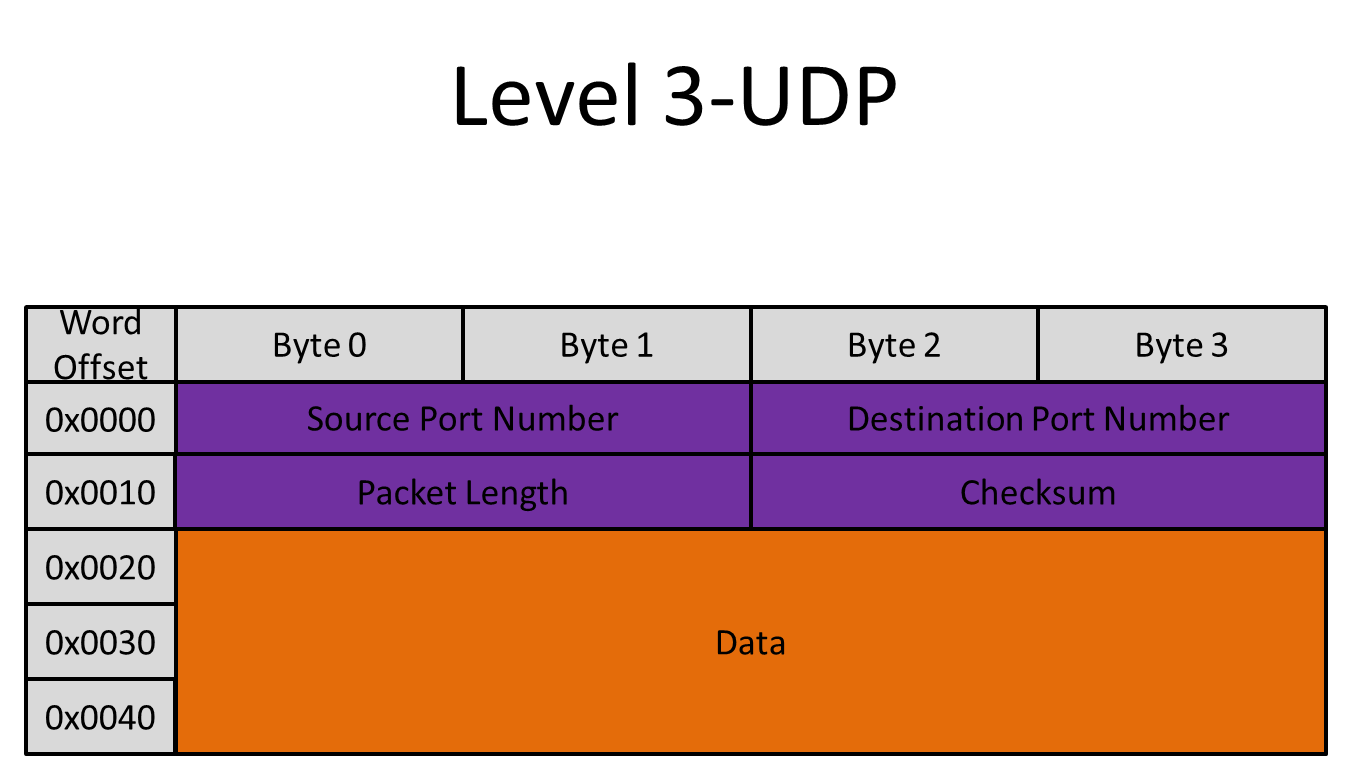 Level 3-UDP
Word
Offset
Byte 0
Byte 1
Byte 2
Byte 3
0x0000
Source Port Number
Destination Port Number
0x0010
Packet Length
Checksum
0x0020
0x0030
Data
0x0040